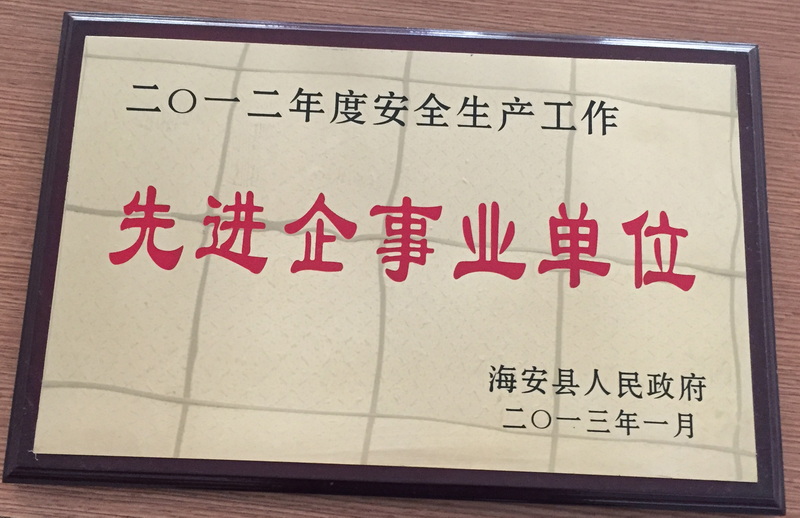 二〇一二年度安全生产工作
先进企事业单位
海安县人民政府
二〇一三年一月